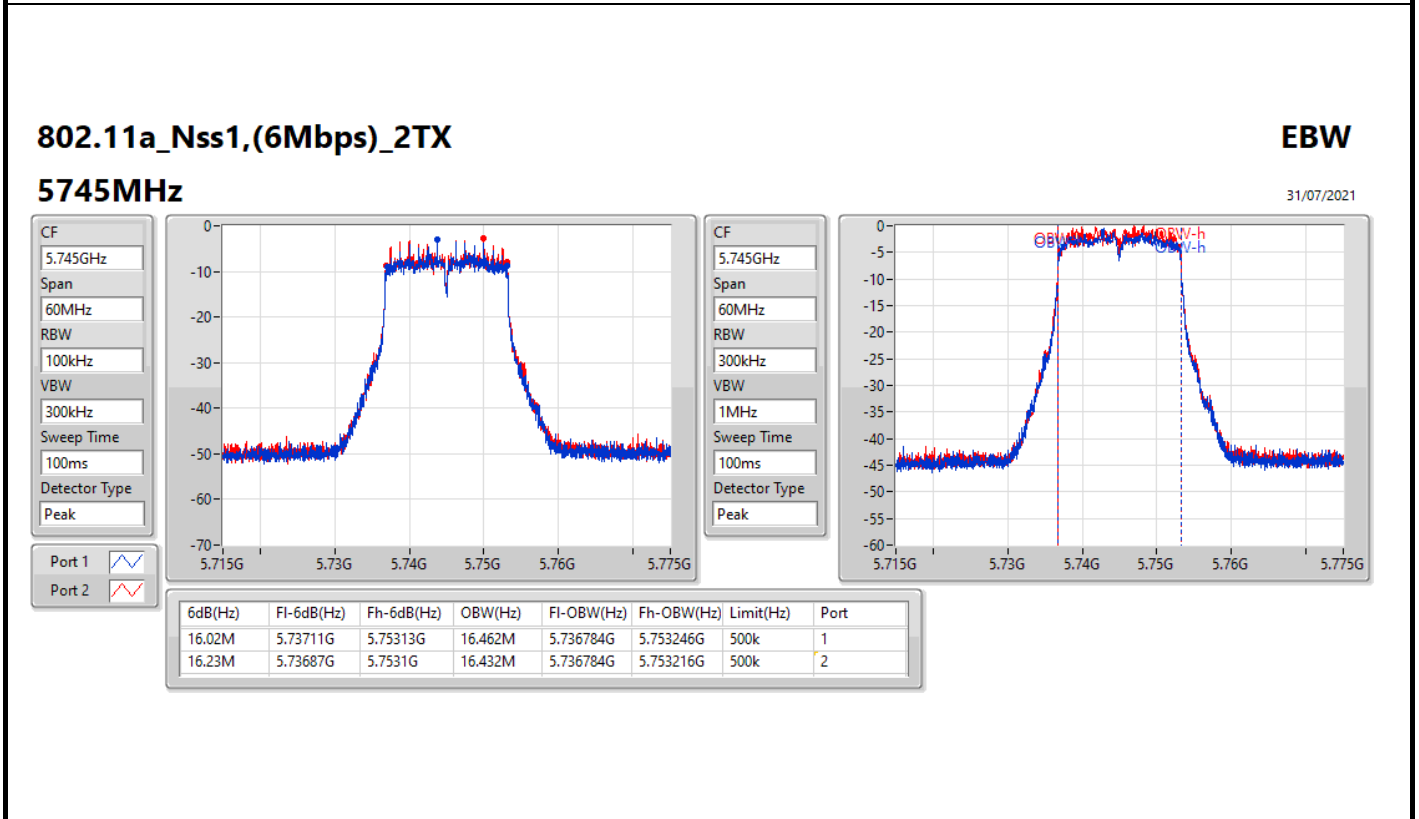 802.11a_Nss1,(6Mbps)_2TX
EBW
5745MHz
31/07/2021
CF
5.745GHz
Span
60MHz
RBW
100kHz
VBW
300kHz
Sweep Time
100ms
Detector Type
Peak
Port 1
Port 2
0
-10
-20
-30
-40
-50
-60
-70
5.715G 5.73G 5.74G 5.75G 5.76G 5.775G
CF
5.745GHz
Span
60MHz
RBW
300kHz
VBW
1MHz
Sweep Time
100ms
Detector Type
Peak
0
-5
-10
-15
-20
-25
-30
-35
-40
-45
-50
-55
-60
5.715G 5.73G 5.74G 5.75G 5.76G 5.775G
6dB(Hz) Fl-6dB(Hz) Fh-6dB(Hz) OBW(Hz) Fl-OBW(Hz) Fh-OBW(Hz) Limit(Hz) Port
16.02M 5.73711G 5.75313G 16.462M 5.736784G 5.753246G 500k 1
16.23M 5.73687G 5.7531G 16.432M 5.736784G 5.753216G 500k 2